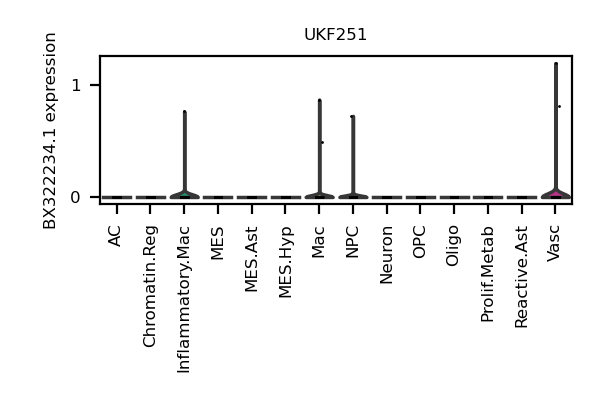 UKF251
BX322234.1 expression
1
0
AC
Chromatin.Reg
Inflammatory.Mac
MES
MES.Ast
MES.Hyp
Mac
NPC
Neuron
OPC
Oligo
Prolif.Metab
Reactive.Ast
Vasc